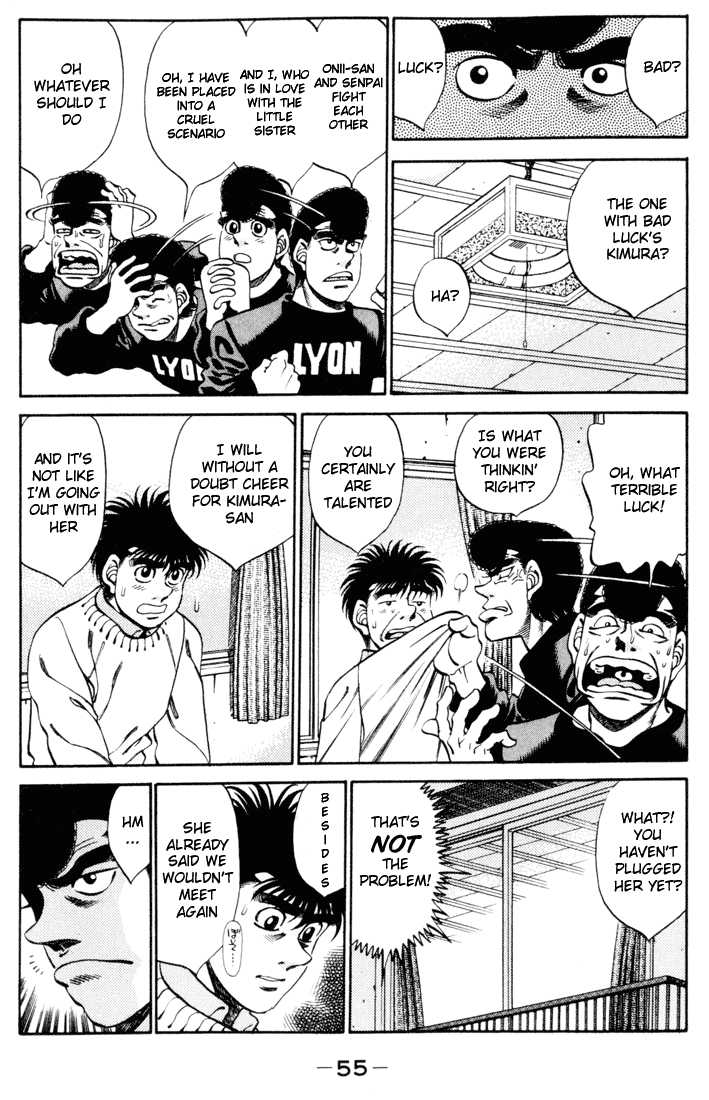 BAD?
LUCK?
THE ONE
WITH BAD
LUCK'S
KIMURA?
HA?
ONII-SAN
AND SENPAI
FIGHT
EACH
OTHER
AND I, WHO
IS IN LOVE
WITH THE
LITTLE
SISTER
OH, I HAVE
BEEN PLACED
INTO A
CRUEL
SCENARIO
OH
WHATEVER
SHOULD I
DO
LYON
LYON
OH, WHAT
TERRIBLE
LUCK!
IS WHAT
YOU WERE
THINKIN'
RIGHT?
YOU
CERTAINLY
ARE
TALENTED
I WILL
WITHOUT A
DOUBT CHEER
FOR KIMURA-
SAN
AND IT'S
NOT LIKE
I'M GOING
OUT WITH
HER
WHAT?!
YOU
HAVEN'T
PLUGGED
HER YET?
THAT'S
NOT
THE
PROBLEM!
BESIDES
SHE
ALREADY
SAID WE
WOULDN'T
MEET
AGAIN
HM
...
—55—